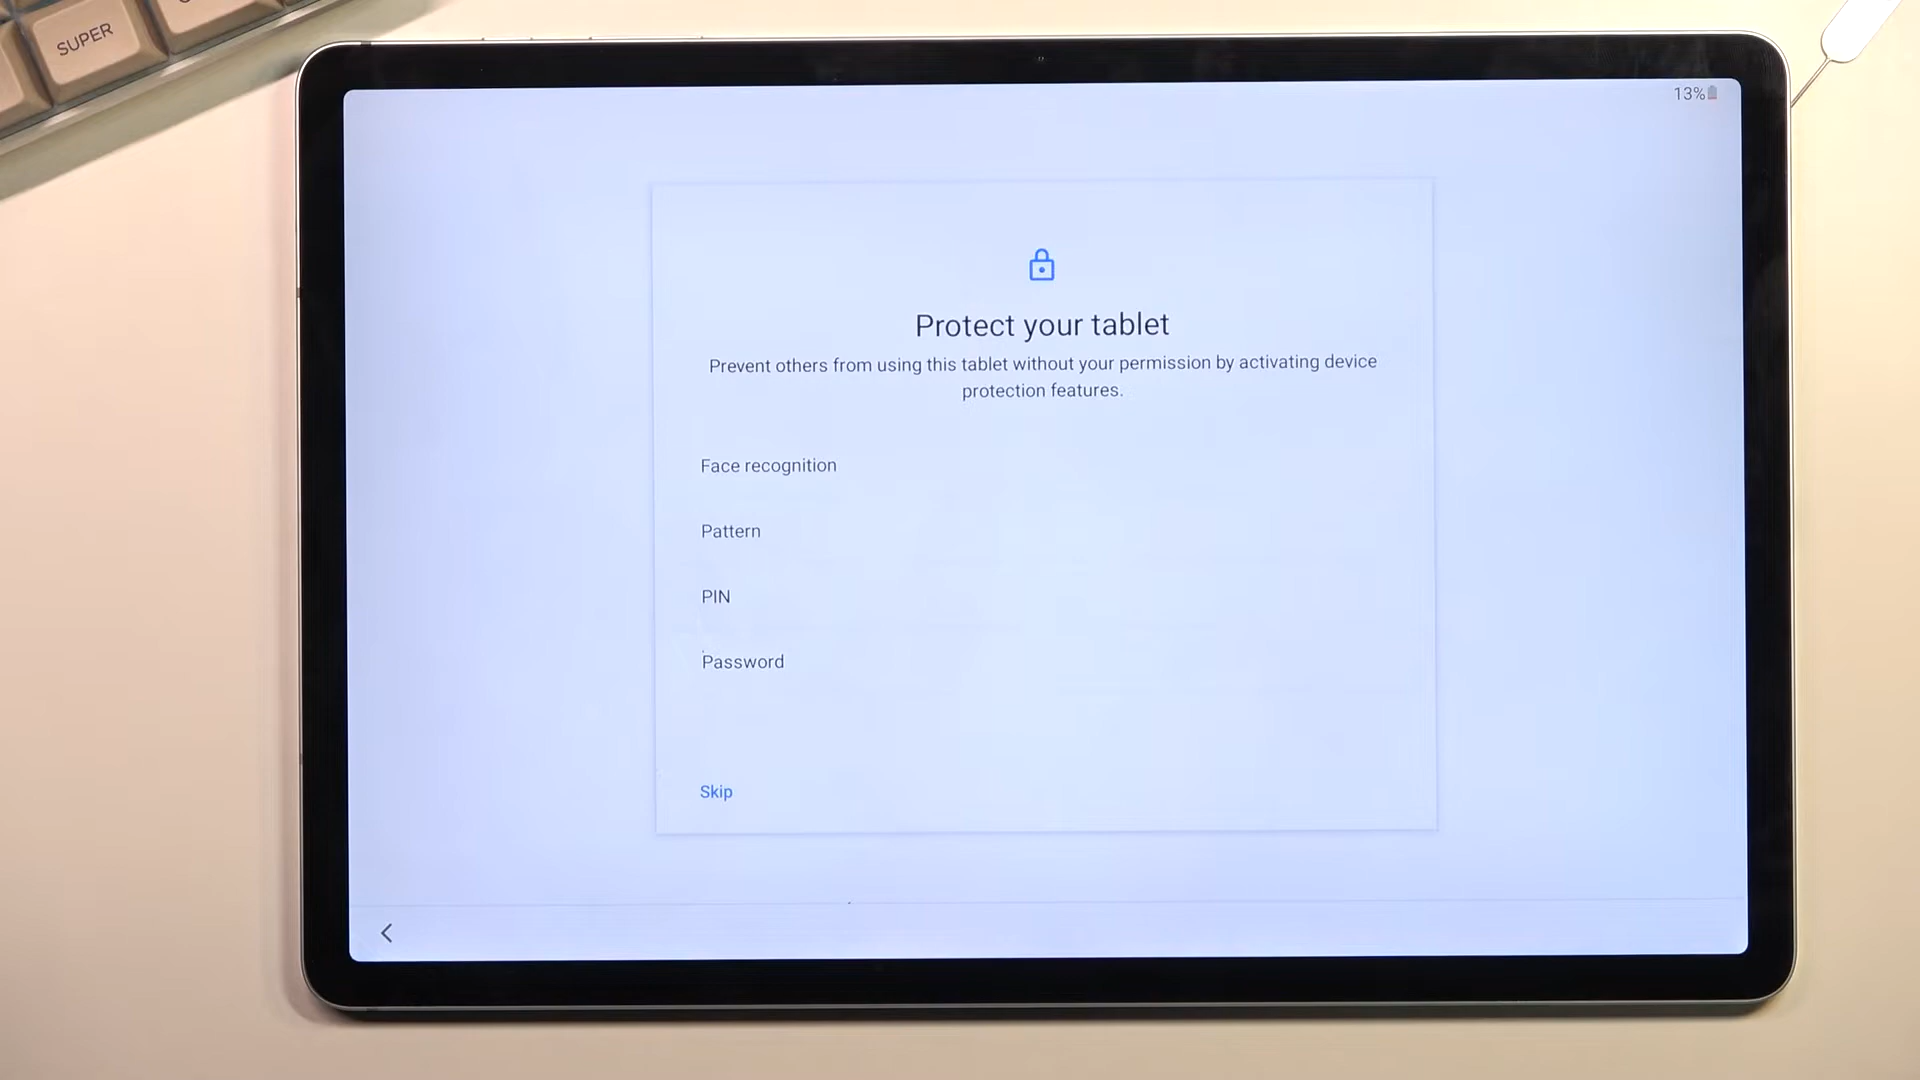 SUPER
13%
Protect your tablet
Prevent others from using this tablet without your permission by activating device
protection features.
Face recognition
Pattern
PIN
Password
Skip